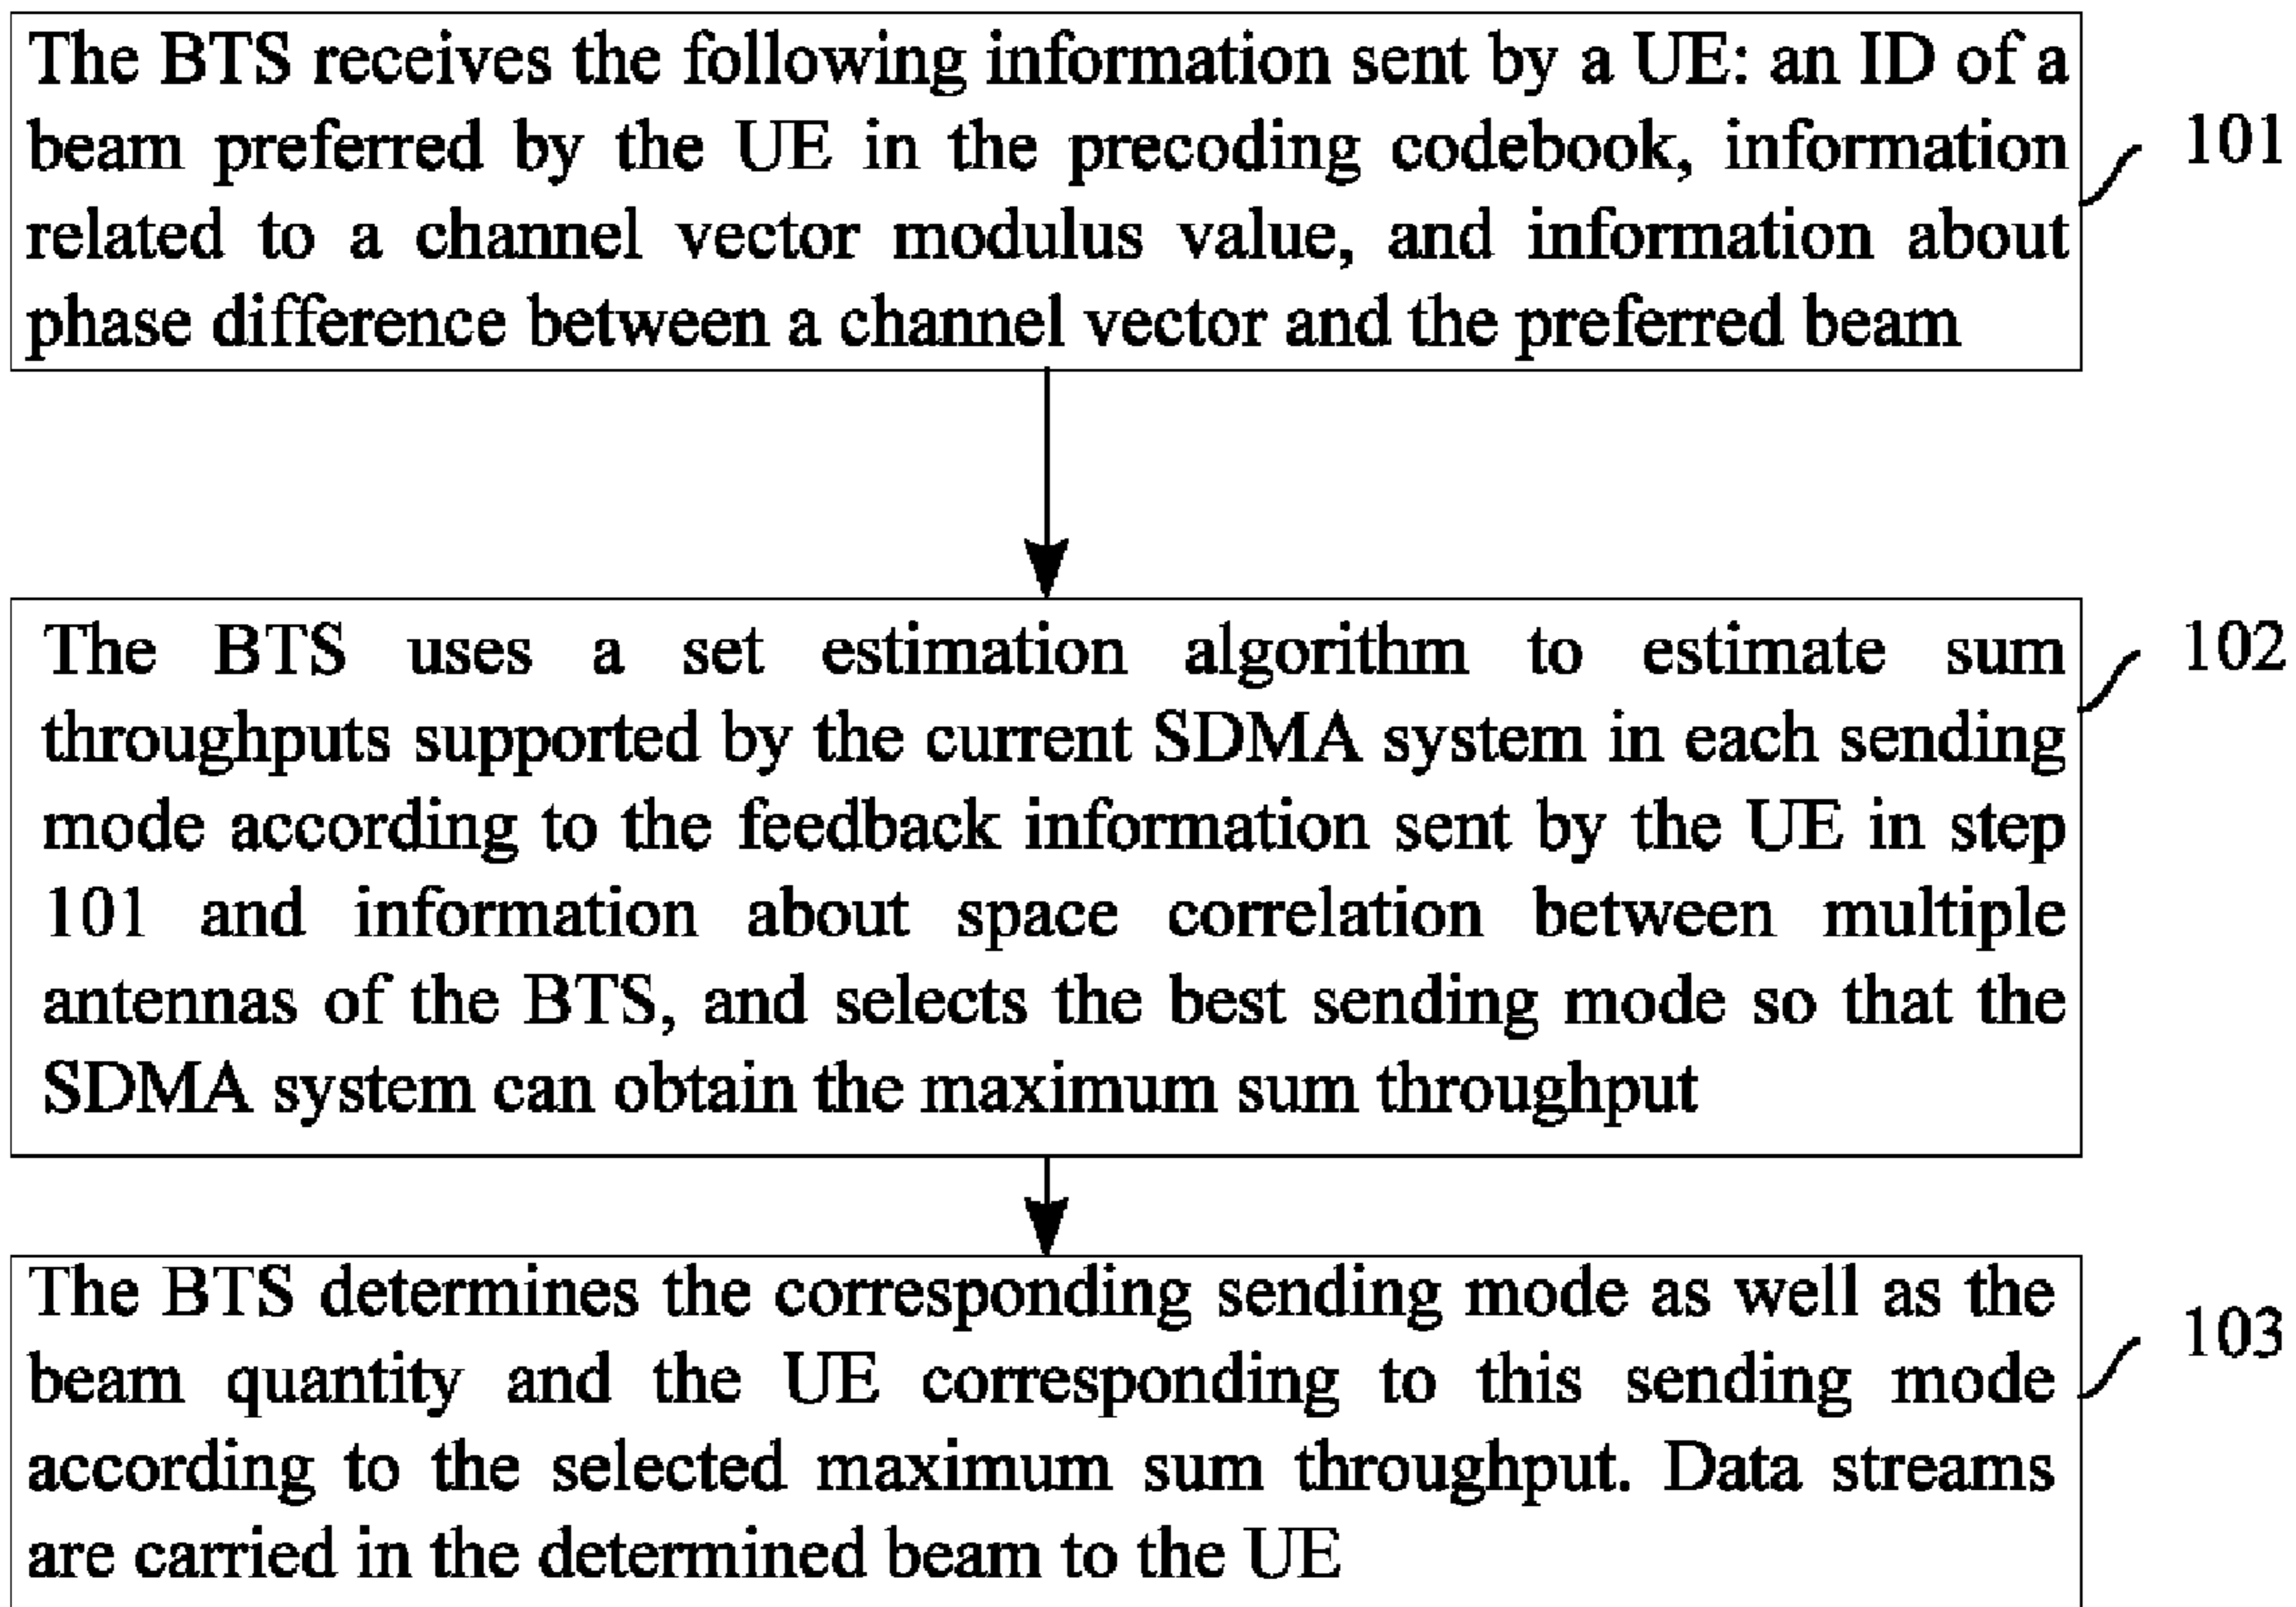 The BTS receives the following information sent by a UE: an ID of a
beam preferred by the UE in the precoding codebook, information
related to a channel vector modulus value, and information about
phase difference between a channel vector and the preferred beam
101
The BTS uses a set estimation algorithm to estimate sum
throughputs supported by the current SDMA system in each sending
mode according to the feedback information sent by the UE in step
101 and information about space correlation between multiple
antennas of the BTS, and selects the best sending mode so that the
SDMA system can obtain the maximum sum throughput
102
The BTS determines the corresponding sending mode as well as the
beam quantity and the UE corresponding to this sending mode
according to the selected maximum sum throughput. Data streams
are carried in the determined beam to the UE
103